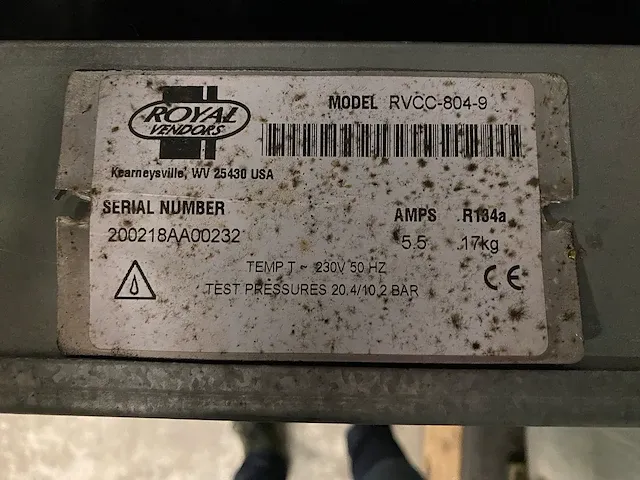 ROYAL
VENDORS
MODEL RVCC-804-9
Kearneysville, WV 25430 USA
SERIAL NUMBER AMPS R134a
200218AA00232 5.5 .17kg
TEMP T ~ 230V 50 HZ
TEST PRESSURES 20.4/10.2 BAR
CE